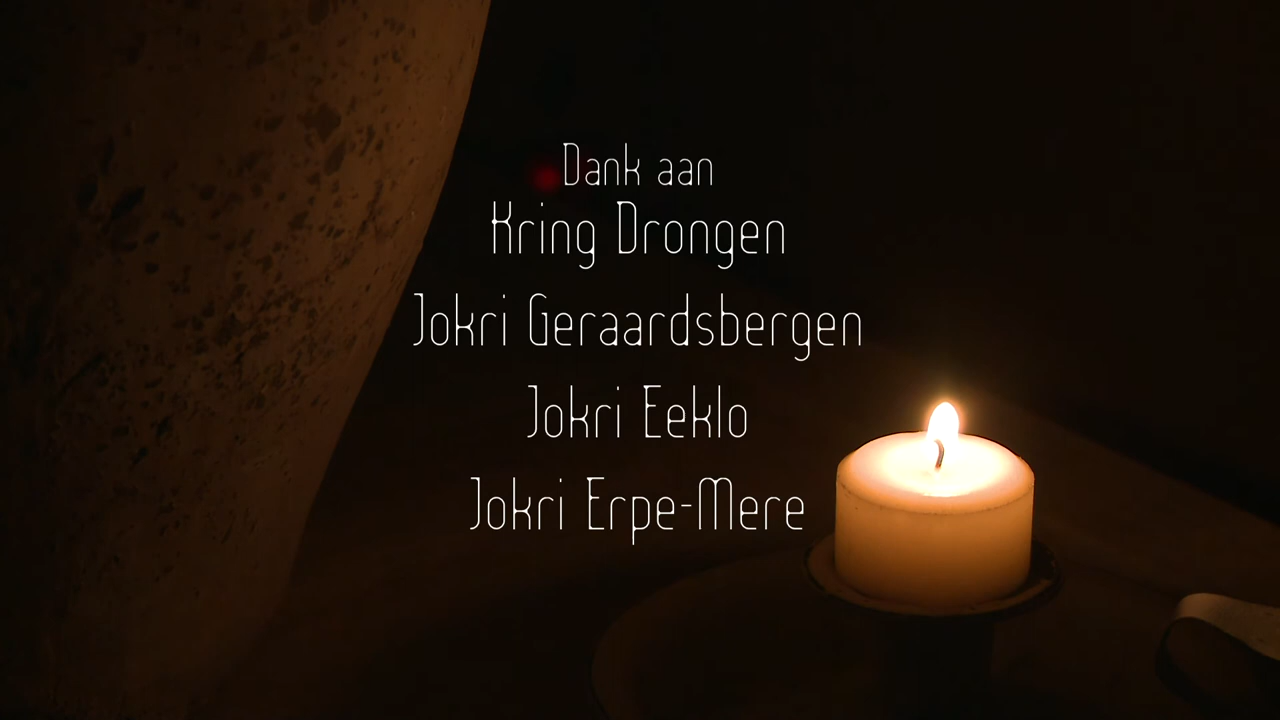 Dank aan
Kring Drongen
Jokri Geraardsbergen
Jokri Eeklo
Jokri Erpe-Mere